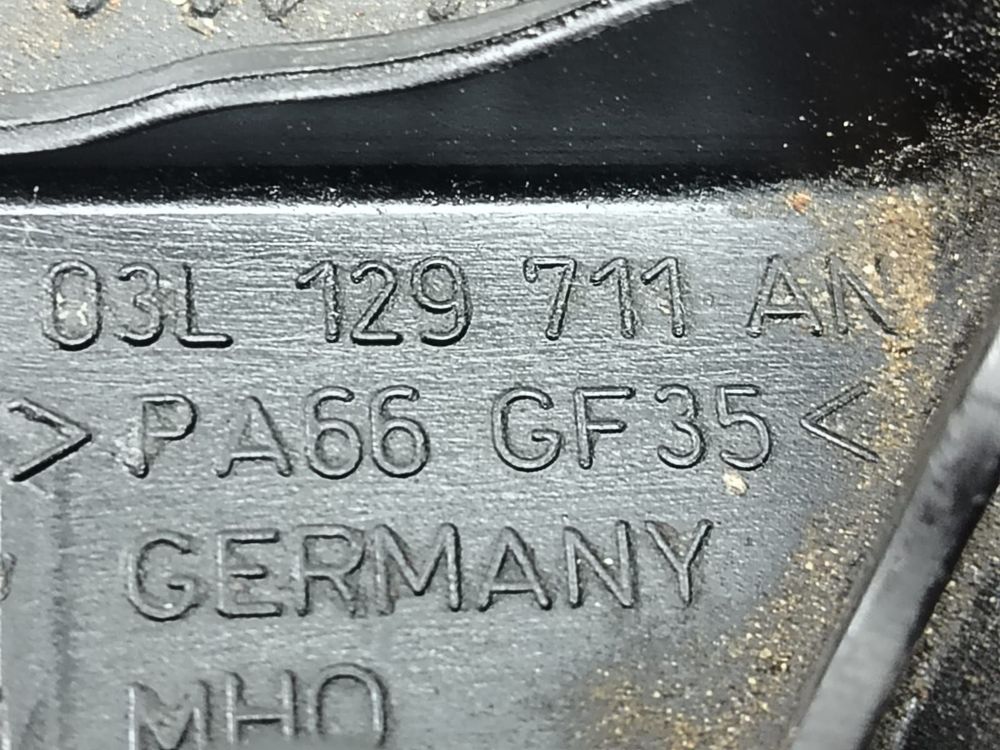 03L 129 711 AN
>PA66 GF35<
GERMANY
MHO